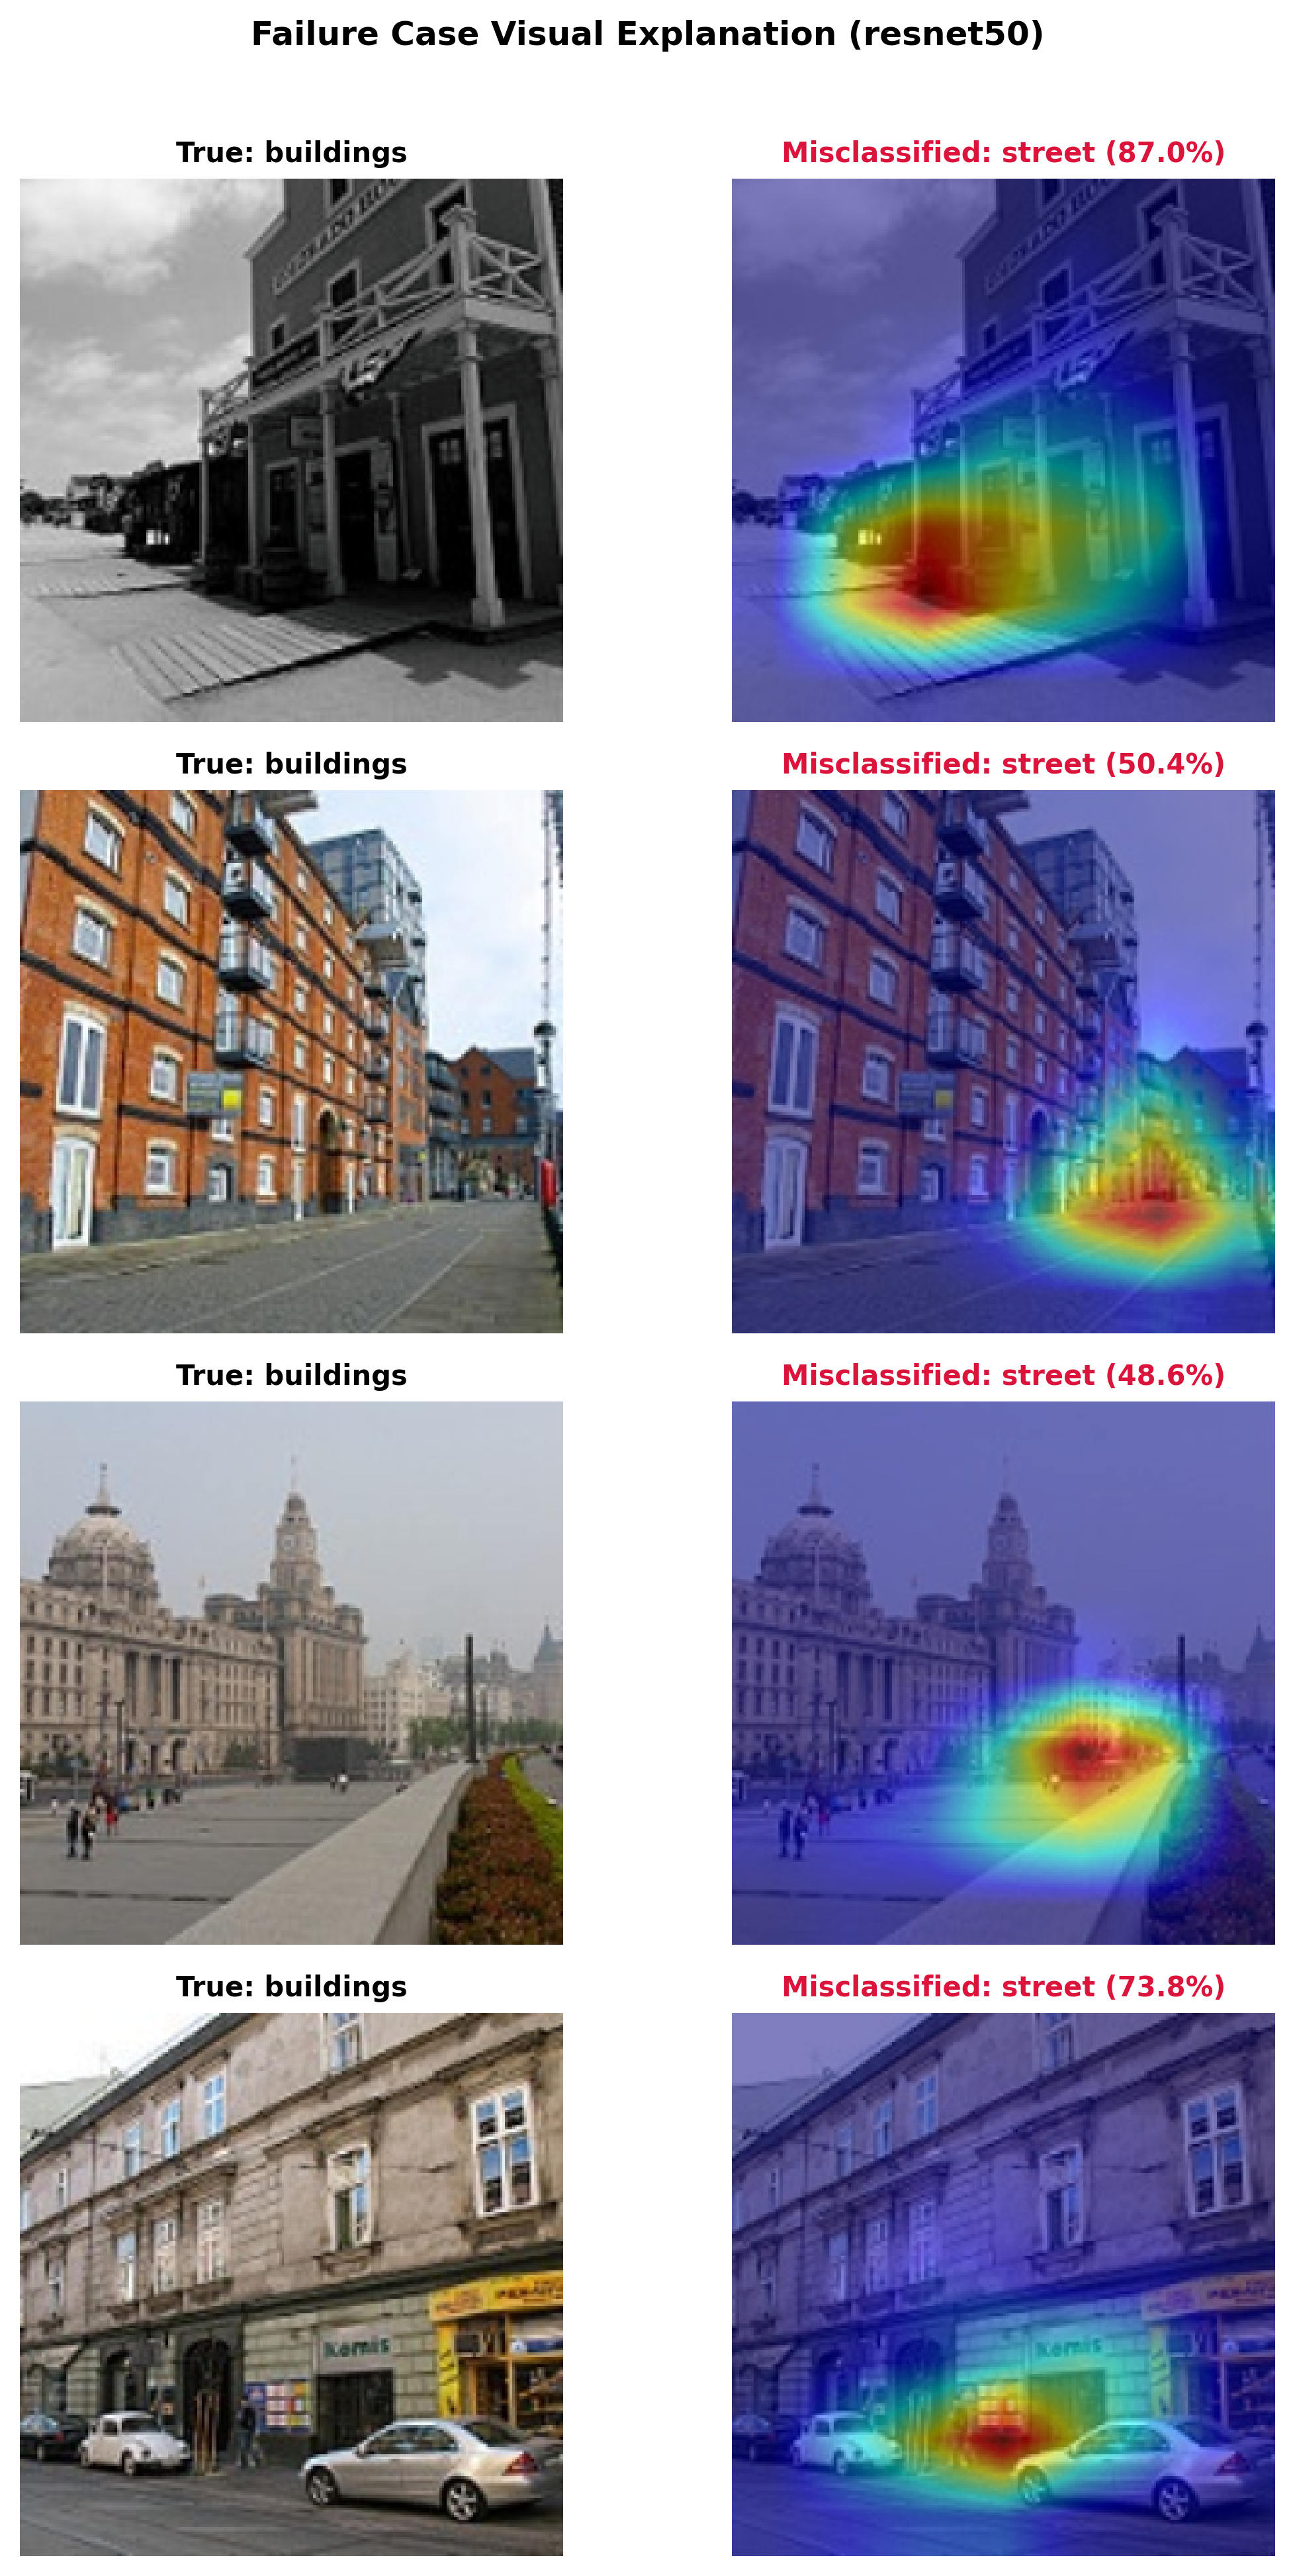 Failure Case Visual Explanation (resnet50)
True: buildings
Misclassified: street (87.0%)
True: buildings
Misclassified: street (50.4%)
True: buildings
Misclassified: street (48.6%)
True: buildings
Misclassified: street (73.8%)